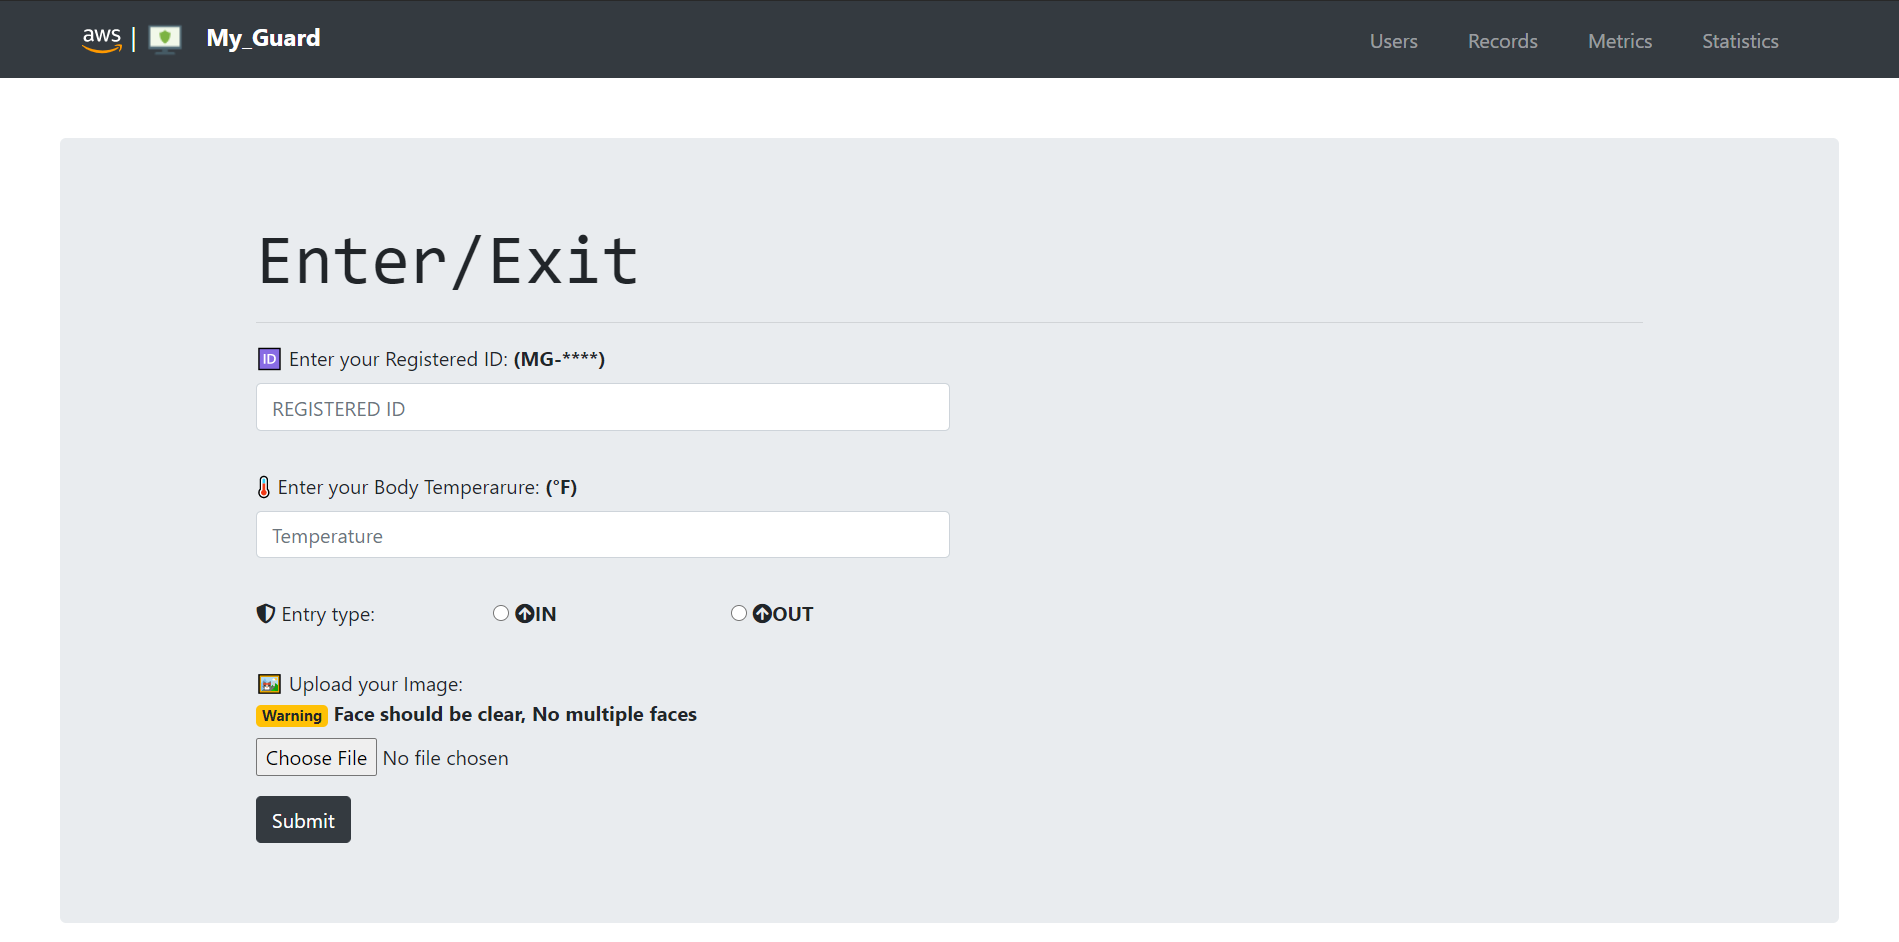 aws | My_Guard Users Records Metrics Statistics
Enter/Exit
ID Enter your Registered ID: (MG-****)
REGISTERED ID
Enter your Body Temperarure: (°F)
Temperature
Entry type: IN OUT
Upload your Image:
Warning Face should be clear, No multiple faces
Choose File No file chosen
Submit